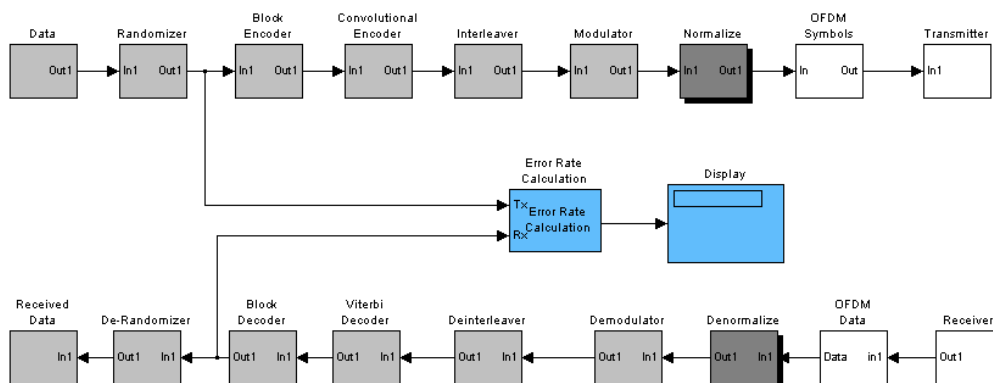 Data
Randomizer
Block
Encoder
Convolutional
Encoder
Interleaver
Modulator
Normalize
OFDM
Symbols
Transmitter
Out1
In1 Out1
In1 Out1
In1 Out1
In1 Out1
In1 Out1
In1 Out1
In Out
In1
Error Rate
Calculation
Display
Tx
Error Rate
Calculation
Rx
Received
Data
De-Randomizer
Block
Decoder
Viterbi
Decoder
Deinterleaver
Demodulator
Denormalize
OFDM
Data
Receiver
In1
Out1 In1
Out1 In1
Out1 In1
Out1 In1
Out1 In1
Out1 In1
Data in1
Out1